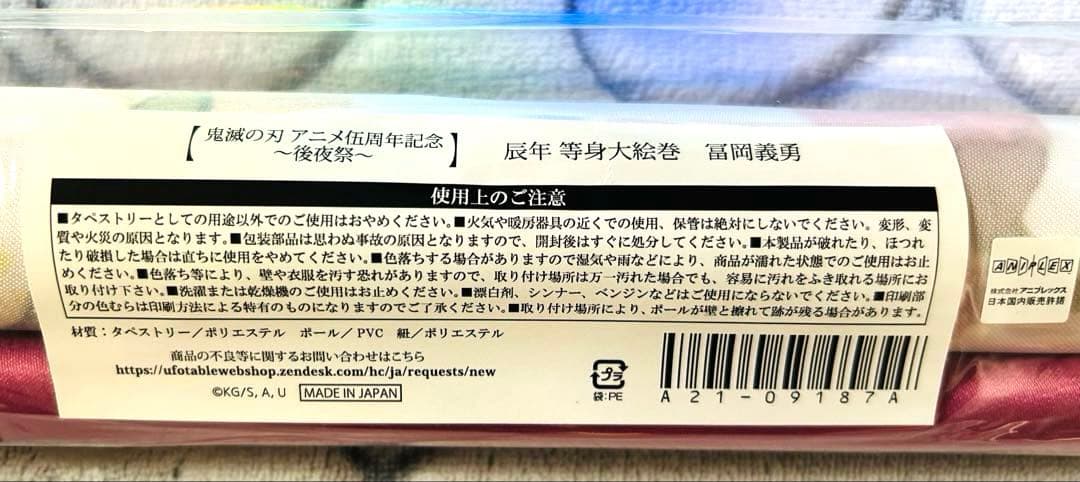 【鬼滅の刃 アニメ伍周年記念
～後夜祭～】
辰年 等身大絵巻 冨岡義勇
使用上のご注意
■タペストリーとしての用途以外でのご使用はおやめください。■火気や暖房器具の近くでの使用、保管は絶対にしないでください。変形、変
質や火災の原因となります。■包装部品は思わぬ事故の原因となりますので、開封後はすぐに処分してください。■本製品が破れたり、ほつれ
たり破損した場合は直ちに使用をやめてください。■色落ちする場合がありますので湿気や雨などにより、商品が濡れた状態でのご使用はお止
めください。■色落ち等により、壁や衣服を汚す恐れがありますので、取り付け場所は万一汚れた場合でも、容易に汚れをふき取れる場所にお
取り付け下さい。■洗濯または乾燥機のご使用はお止めください。■漂白剤、シンナー、ベンジンなどはご使用にならないでください。■印刷部
分の色むらは印刷方法による特有のものになりますのでご了承ください。■取り付け場所により、ポールが壁と擦れて跡が残る場合があります。
材質：タペストリー／ポリエステル ポール／PVC 紐／ポリエステル
商品の不良等に関するお問い合わせはこちら
https://ufotablewebshop.zendesk.com/hc/ja/requests/new
©KG/S, A, U MADE IN JAPAN
プラ
袋:PE
A21-09187A
ANIPLEX
株式会社アニプレックス
日本国内販売許諾